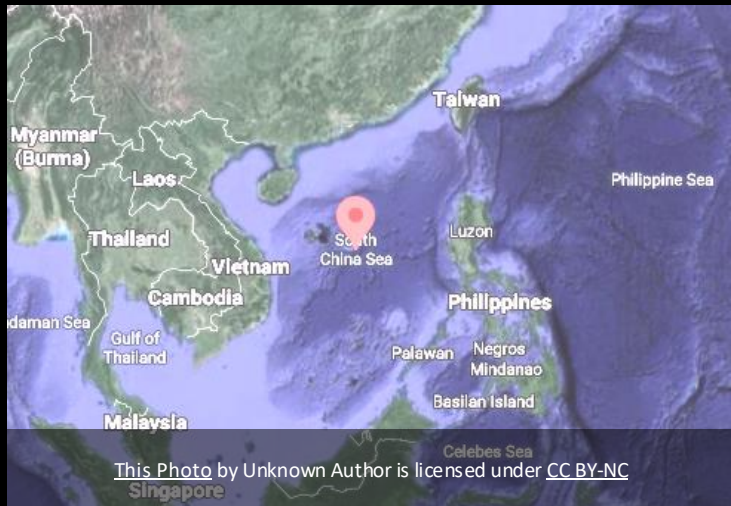 Taiwan
Myanmar
(Burma)
Laos
Philippine Sea
Thailand
South
China Sea
Luzon
Vietnam
Cambodia
Philippines
daman Sea
Gulf of
Thailand
Palawan
Negros
Mindanao
Basilan Island
Malaysia
Celebes Sea
This Photo by Unknown Author is licensed under CC BY-NC
Singapore